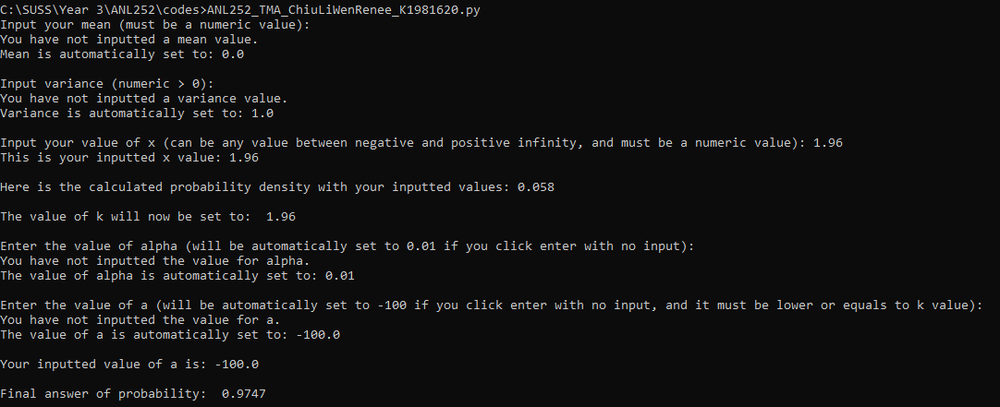 C:\SUSS\Year 3\ANL252\codes>ANL252_TMA_ChiuLiWenRenee_K1981620.py
Input your mean (must be a numeric value):
You have not inputted a mean value.
Mean is automatically set to: 0.0
Input variance (numeric > 0):
You have not inputted a variance value.
Variance is automatically set to: 1.0
Input your value of x (can be any value between negative and positive infinity, and must be a numeric value): 1.96
This is your inputted x value: 1.96
Here is the calculated probability density with your inputted values: 0.058
The value of k will now be set to:  1.96
Enter the value of alpha (will be automatically set to 0.01 if you click enter with no input):
You have not inputted the value for alpha.
The value of alpha is automatically set to: 0.01
Enter the value of a (will be automatically set to -100 if you click enter with no input, and it must be lower or equals to k value):
You have not inputted the value for a.
The value of a is automatically set to: -100.0
Your inputted value of a is: -100.0
Final answer of probability:  0.9747